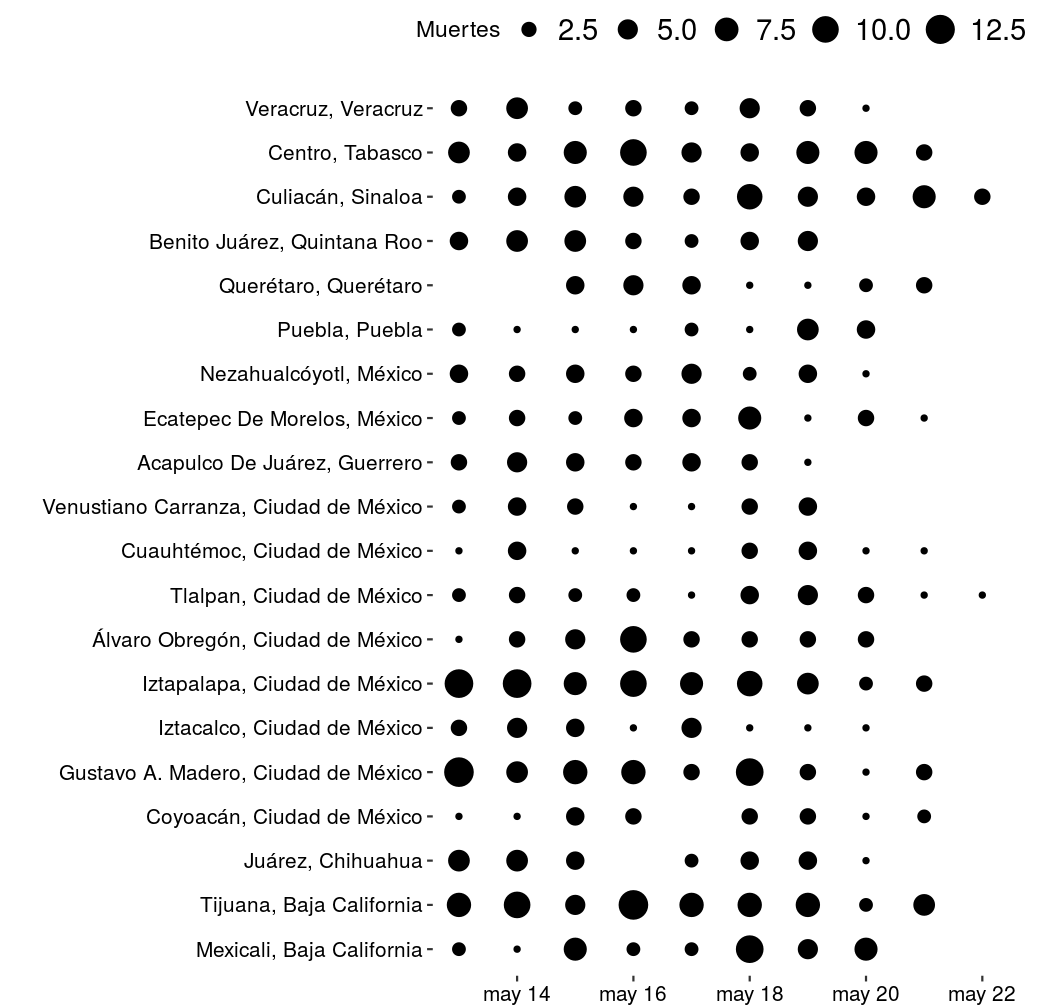 Muertes 2.5 5.0 7.5 10.0 12.5
Veracruz, Veracruz
Centro, Tabasco
Culiacán, Sinaloa
Benito Juárez, Quintana Roo
Querétaro, Querétaro
Puebla, Puebla
Nezahualcóyotl, México
Ecatepec De Morelos, México
Acapulco De Juárez, Guerrero
Venustiano Carranza, Ciudad de México
Cuauhtémoc, Ciudad de México
Tlalpan, Ciudad de México
Álvaro Obregón, Ciudad de México
Iztapalapa, Ciudad de México
Iztacalco, Ciudad de México
Gustavo A. Madero, Ciudad de México
Coyoacán, Ciudad de México
Juárez, Chihuahua
Tijuana, Baja California
Mexicali, Baja California
may 14 may 16 may 18 may 20 may 22